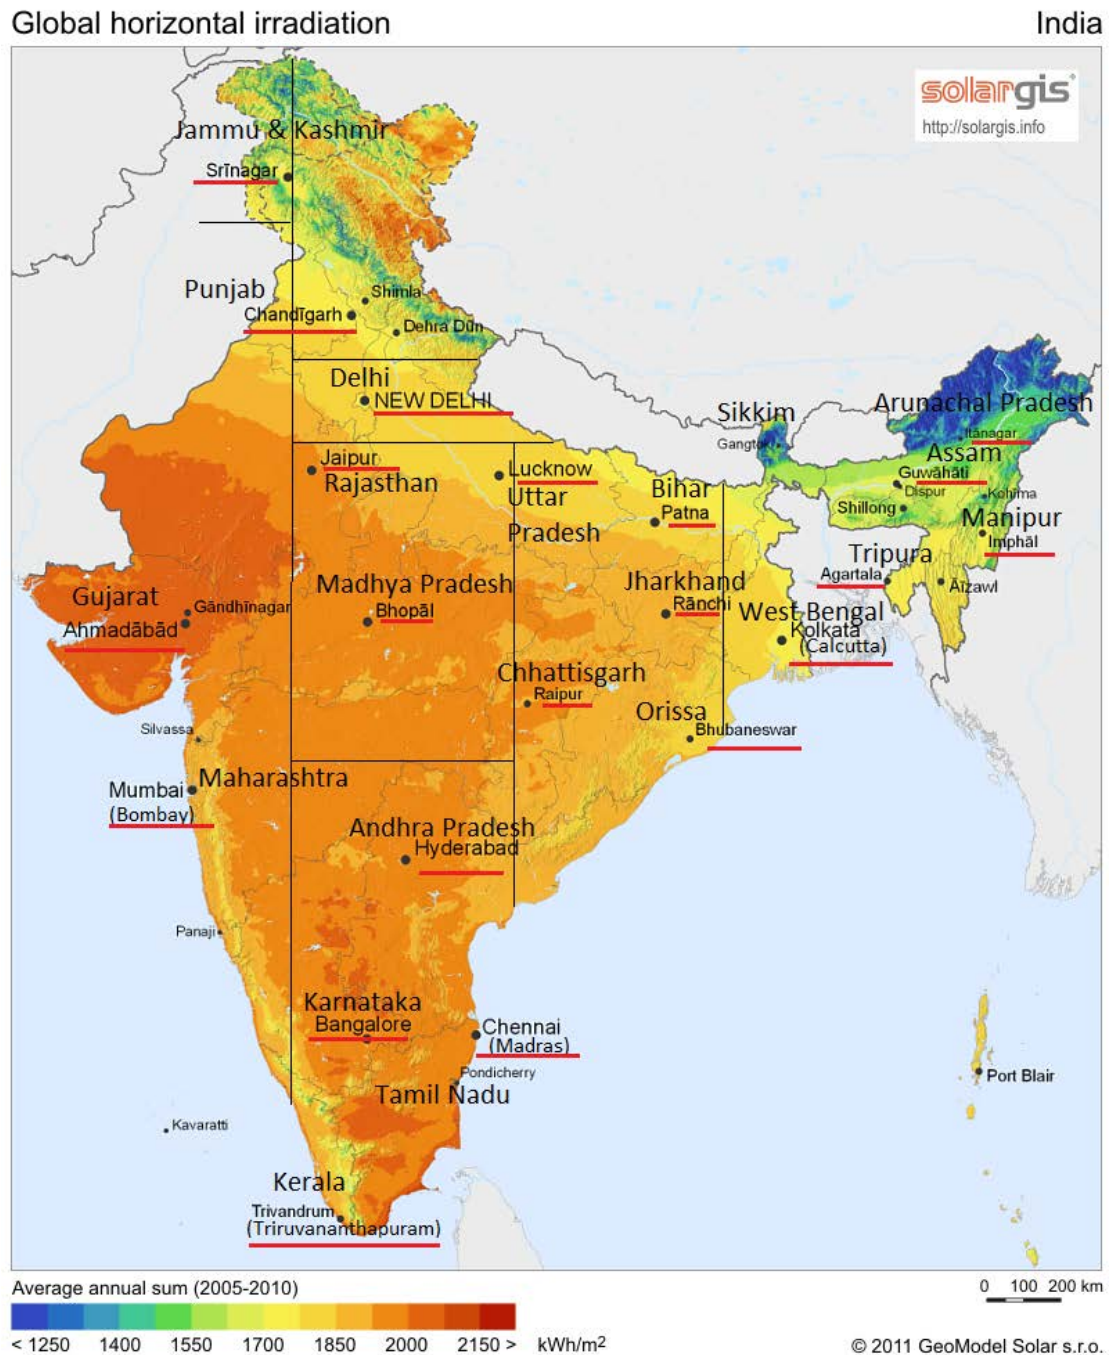 Global horizontal irradiation
India
solargis
http://solargis.info
Jammu & Kashmir
Srīnagar
Punjab
Shimla
Chandīgarh
Dehra Dūn
Delhi
NEW DELHI
Sikkim
Gangtok
Arunachal Pradesh
Itānagar
Assam
Guwāhāti
Dispur
Kohīma
Shillong
Manipur
Imphāl
Jaipur
Rajasthan
Lucknow
Uttar
Pradesh
Bihar
Patna
Tripura
Agartala
Āīzawl
Gujarat
Gāndhīnagar
Ahmadābād
Madhya Pradesh
Bhopāl
Jharkhand
Rānchi
West Bengal
Kolkata
(Calcutta)
Chhattisgarh
Raipur
Orissa
Bhubaneswar
Silvassa
Maharashtra
Mumbai
(Bombay)
Andhra Pradesh
Hyderabad
Panaji
Karnataka
Bangalore
Chennai
(Madras)
Pondicherry
Tamil Nadu
Port Blair
Kavaratti
Kerala
Trivandrum
(Triruvananthapuram)
Average annual sum (2005-2010)
0 100 200 km
< 1250 1400 1550 1700 1850 2000 2150 > kWh/m²
© 2011 GeoModel Solar s.r.o.